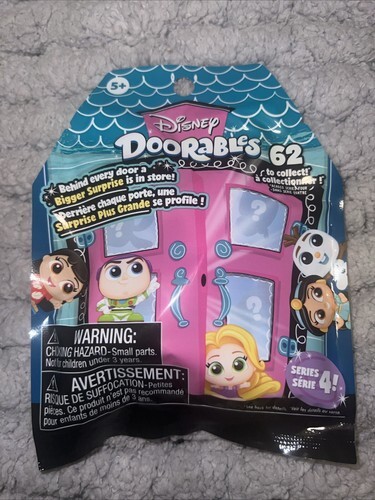 5+
Disney
DOORABLES
62
to collect!
à collectionner!
Behind every door a
Bigger Surprise is in store!
Derrière chaque porte, une
Surprise Plus Grande se profile!
?
?
?
WARNING:
CHOKING HAZARD-Small parts.
Not for children under 3 years.
AVERTISSEMENT:
RISQUE DE SUFFOCATION-Petites
pièces. Ce produit n'est pas recommandé
pour enfants de moins de 3 ans.
SERIES
SÉRIE 4!